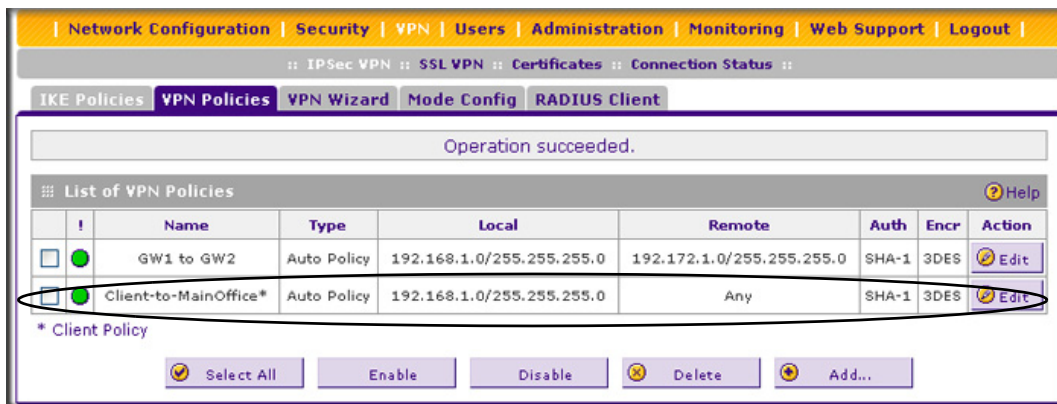 | Network Configuration | Security | VPN | Users | Administration | Monitoring | Web Support | Logout |
:: IPSec VPN :: SSL VPN :: Certificates :: Connection Status ::
IKE Policies VPN Policies VPN Wizard Mode Config RADIUS Client
Operation succeeded.
List of VPN Policies ? Help
! Name Type Local Remote Auth Encr Action
GW1 to GW2 Auto Policy 192.168.1.0/255.255.255.0 192.172.1.0/255.255.255.0 SHA-1 3DES Edit
Client-to-MainOffice* Auto Policy 192.168.1.0/255.255.255.0 Any SHA-1 3DES Edit
* Client Policy
Select All Enable Disable Delete Add...